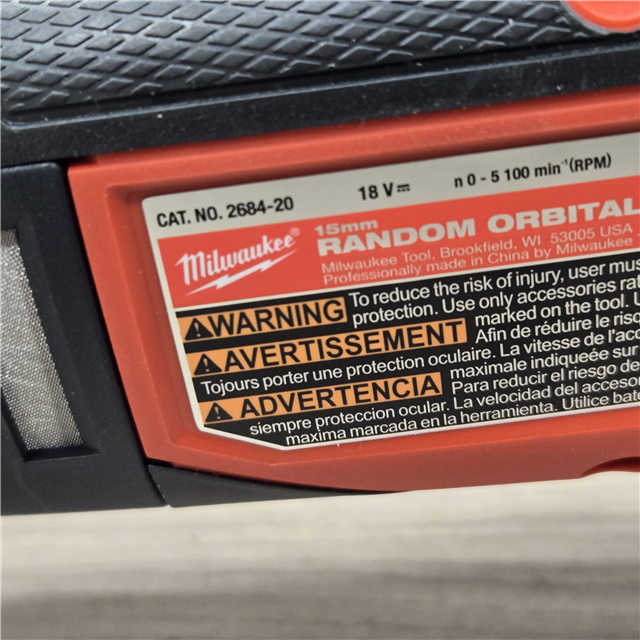 CAT. NO. 2684-20 18 V⎓ n 0 - 5 100 min⁻¹(RPM)
Milwaukee®
15mm
RANDOM ORBITAL
Milwaukee Tool, Brookfield, WI 53005 USA
Professionally made in China by Milwaukee
WARNING To reduce the risk of injury, user mus
protection. Use only accessories rat
marked on the tool.
AVERTISSEMENT Afin de réduire le risq
Toujours porter une protection oculaire. La vitesse de l'acc
maximale indiquée sur
ADVERTENCIA Para reducir el riesgo de
siempre proteccion ocular. La velocidad del acceso
maxima marcada en la herramienta. Utilice bate